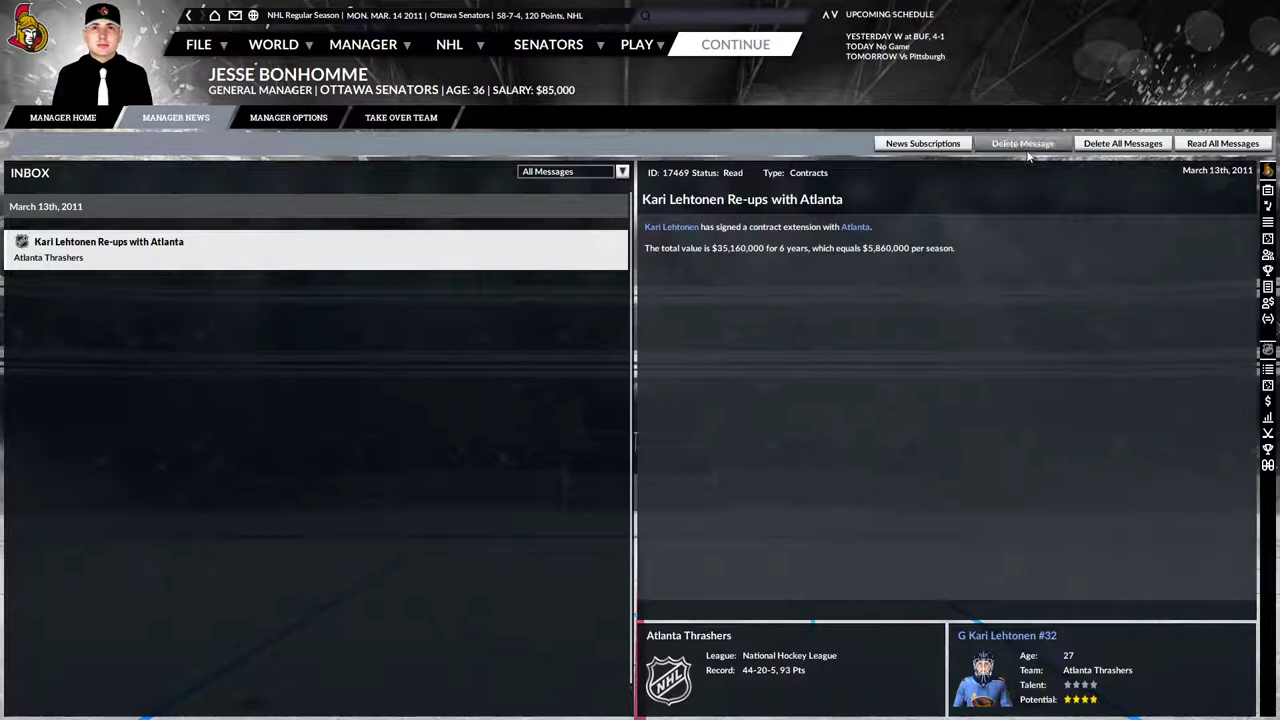 NHL Regular Season | MON. MAR. 14 2011 | Ottawa Senators | 58-7-4, 120 Points, NHL
UPCOMING SCHEDULE
YESTERDAY W at BUF, 4-1
TODAY No Game
TOMORROW Vs Pittsburgh
FILE WORLD MANAGER NHL SENATORS PLAY CONTINUE
JESSE BONHOMME
GENERAL MANAGER | OTTAWA SENATORS | AGE: 36 | SALARY: $85,000
MANAGER HOME MANAGER NEWS MANAGER OPTIONS TAKE OVER TEAM
News Subscriptions Delete Message Delete All Messages Read All Messages
INBOX All Messages
March 13th, 2011
Kari Lehtonen Re-ups with Atlanta
Atlanta Thrashers
ID: 17469 Status: Read Type: Contracts March 13th, 2011
Kari Lehtonen Re-ups with Atlanta
Kari Lehtonen has signed a contract extension with Atlanta.
The total value is $35,160,000 for 6 years, which equals $5,860,000 per season.
Atlanta Thrashers
League: National Hockey League
Record: 44-20-5, 93 Pts
NHL
G Kari Lehtonen #32
Age: 27
Team: Atlanta Thrashers
Talent:
Potential: